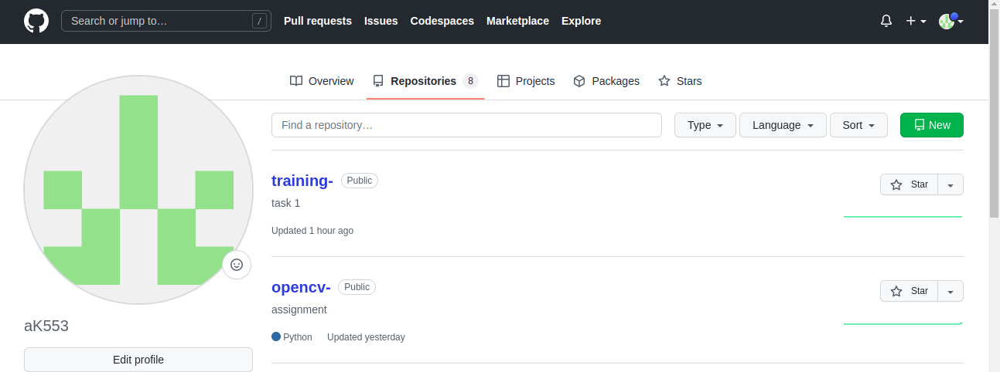 Search or jump to… /
Pull requests Issues Codespaces Marketplace Explore
Overview Repositories 8 Projects Packages Stars
Find a repository…
Type Language Sort New
training- Public
Star
task 1
Updated 1 hour ago
opencv- Public
Star
assignment
Python Updated yesterday
aK553
Edit profile